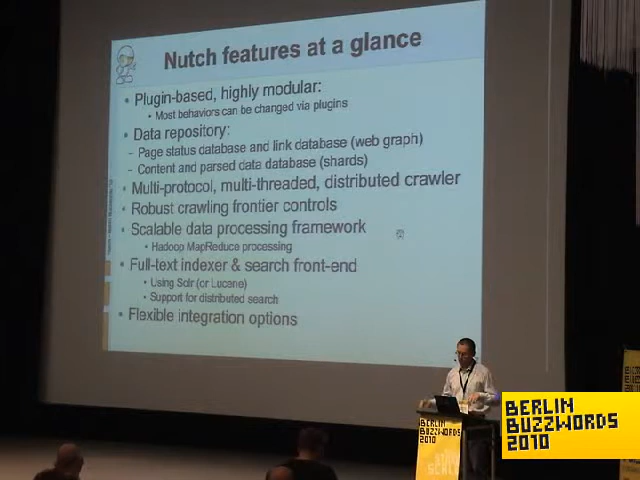 Nutch features at a glance
• Plugin-based, highly modular:
• Most behaviors can be changed via plugins
• Data repository:
– Page status database and link database (web graph)
– Content and parsed data database (shards)
• Multi-protocol, multi-threaded, distributed crawler
• Robust crawling frontier controls
• Scalable data processing framework
• Hadoop MapReduce processing
• Full-text indexer & search front-end
• Using Solr (or Lucene)
• Support for distributed search
• Flexible integration options
BERLIN
BUZZWORDS
2010
BERLIN
BUZZWORDS
2010